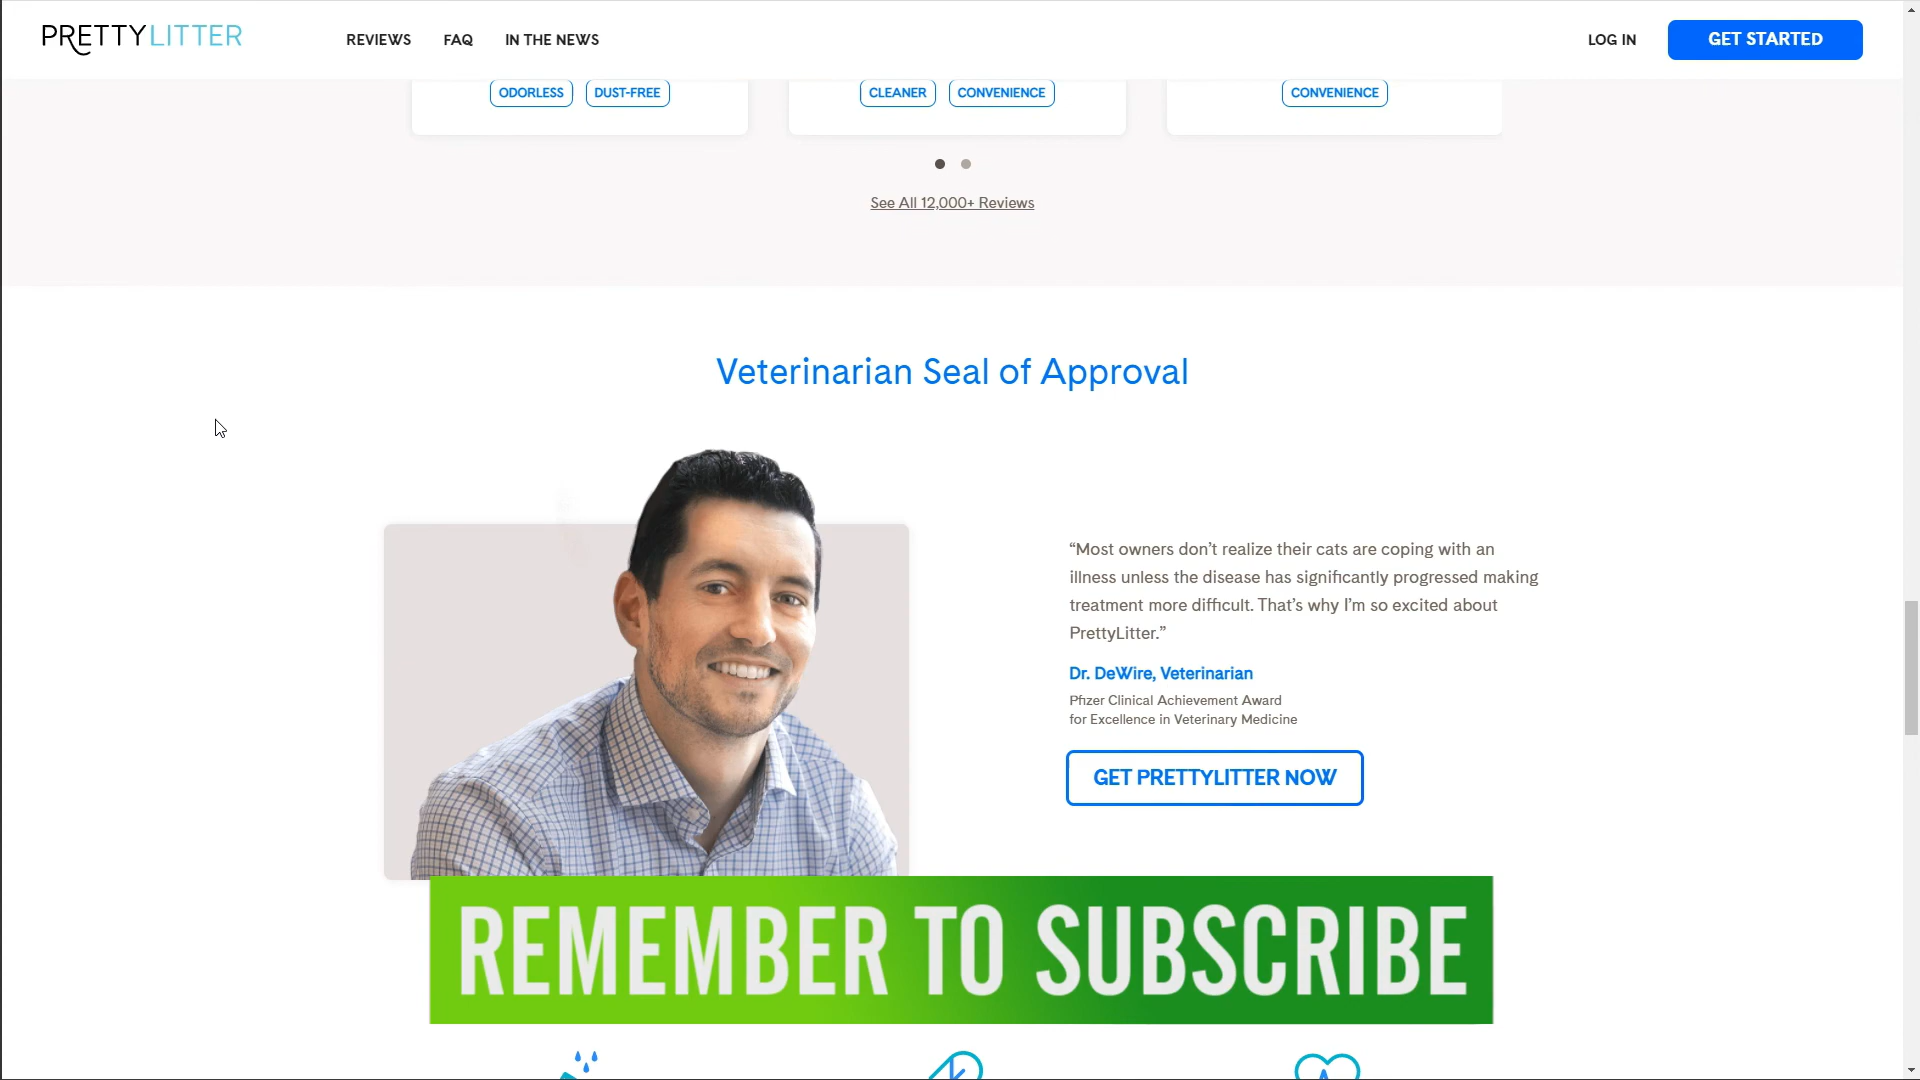 PRETTYLITTER REVIEWS FAQ IN THE NEWS LOG IN GET STARTED
ODORLESS DUST-FREE CLEANER CONVENIENCE CONVENIENCE
See All 12,000+ Reviews
Veterinarian Seal of Approval
“Most owners don’t realize their cats are coping with an
illness unless the disease has significantly progressed making
treatment more difficult. That’s why I’m so excited about
PrettyLitter.”
Dr. DeWire, Veterinarian
Pfizer Clinical Achievement Award
for Excellence in Veterinary Medicine
GET PRETTYLITTER NOW
REMEMBER TO SUBSCRIBE